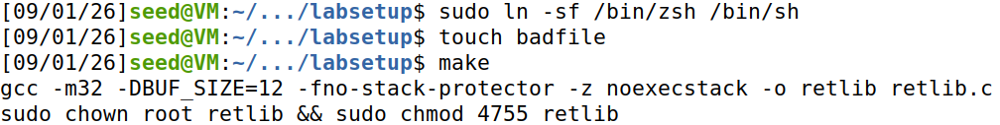 [09/01/26]seed@VM:~/.../labsetup$ sudo ln -sf /bin/zsh /bin/sh
[09/01/26]seed@VM:~/.../labsetup$ touch badfile
[09/01/26]seed@VM:~/.../labsetup$ make
gcc -m32 -DBUF_SIZE=12 -fno-stack-protector -z noexecstack -o retlib retlib.c
sudo chown root retlib && sudo chmod 4755 retlib